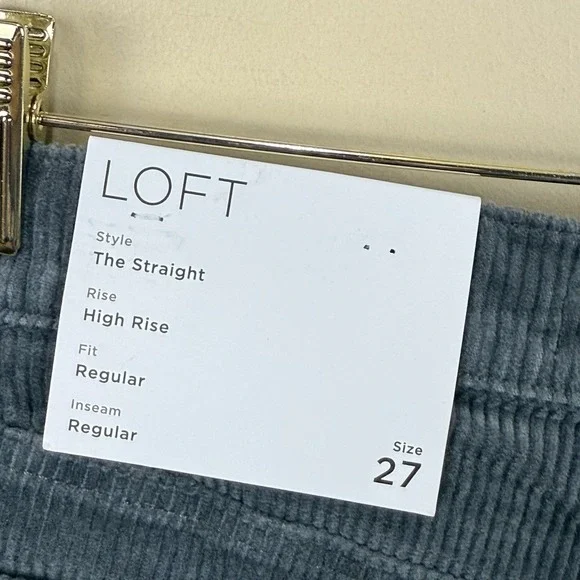 LOFT
Style
The Straight
Rise
High Rise
Fit
Regular
Inseam
Regular
Size
27